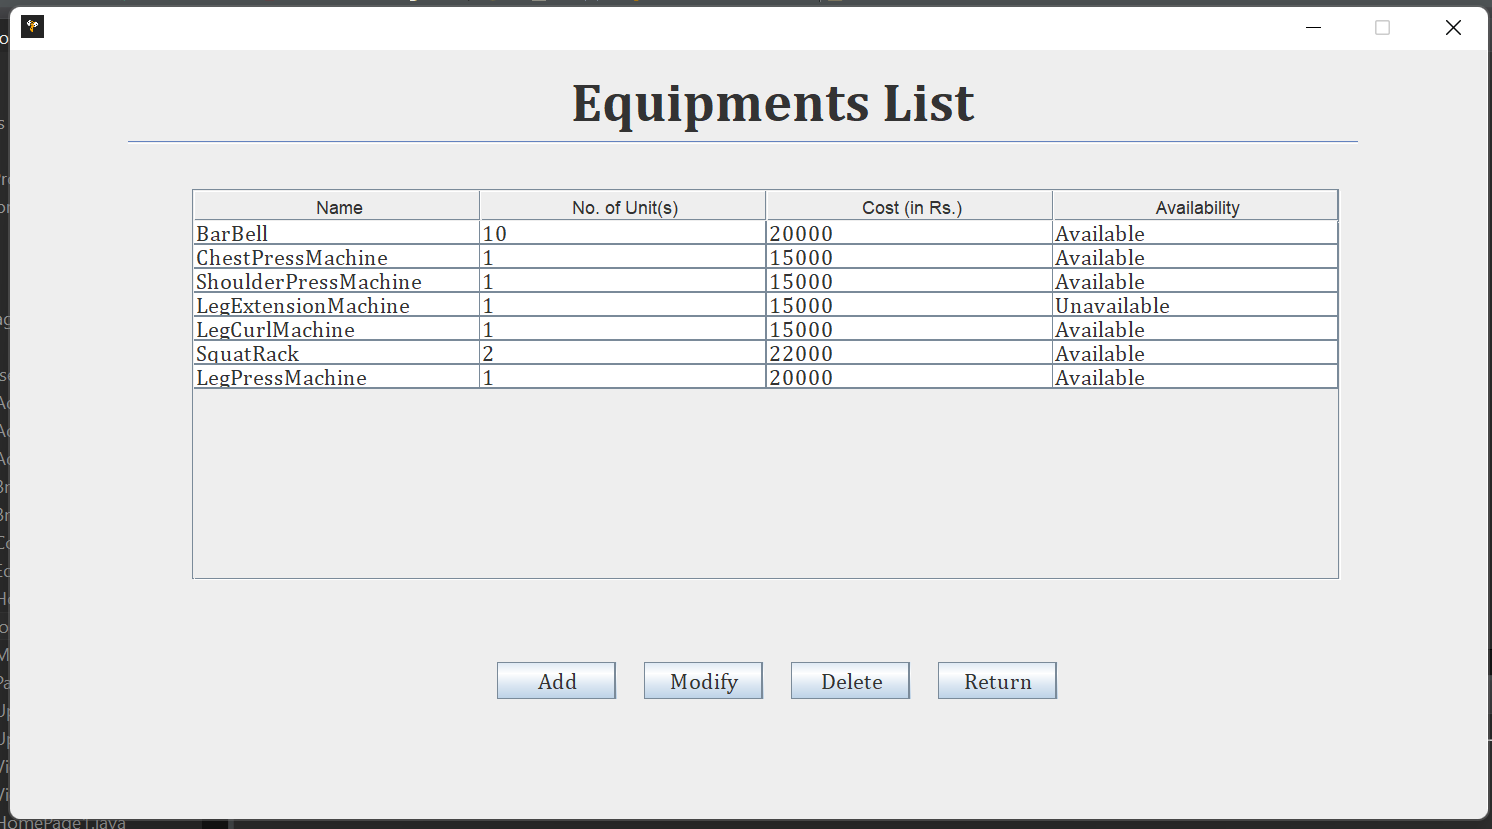 Equipments List
Name No. of Unit(s) Cost (in Rs.) Availability
BarBell 10 20000 Available
ChestPressMachine 1 15000 Available
ShoulderPressMachine 1 15000 Available
LegExtensionMachine 1 15000 Unavailable
LegCurlMachine 1 15000 Available
SquatRack 2 22000 Available
LegPressMachine 1 20000 Available
Add Modify Delete Return
HomePage1.java